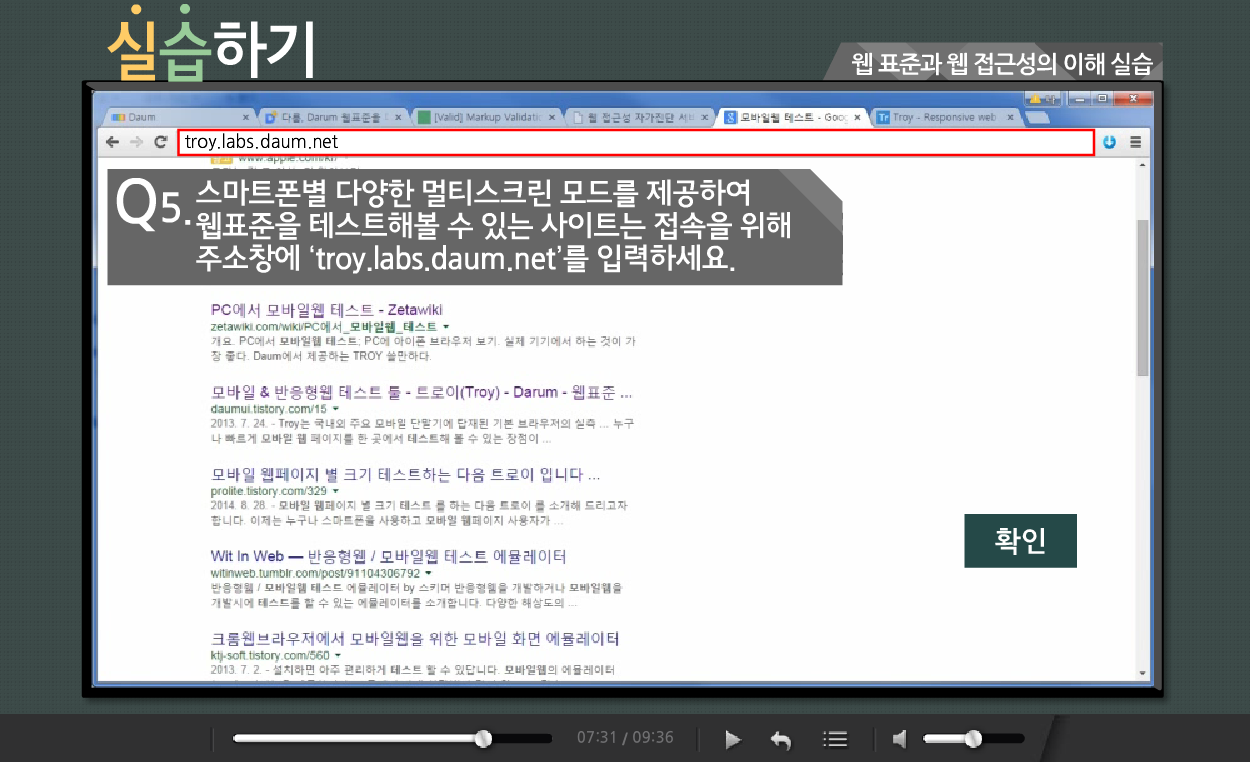 실습하기
웹 표준과 웹 접근성의 이해 실습
Daum
다룸, Darum 웹표준을
[Valid] Markup Validati
웹 접근성 자가진단 서비
모바일웹 테스트 - Goog
Troy - Responsive web
troy.labs.daum.net
www.apple.com/kr/
Q5. 스마트폰별 다양한 멀티스크린 모드를 제공하여
웹표준을 테스트해볼 수 있는 사이트는 접속을 위해
주소창에 ‘troy.labs.daum.net’를 입력하세요.
PC에서 모바일웹 테스트 - Zetawiki
zetawiki.com/wiki/PC에서_모바일웹_테스트
개요. PC에서 모바일웹 테스트; PC에 아이폰 브라우저 보기. 실제 기기에서 하는 것이 가
장 좋다. Daum에서 제공하는 TROY 쓸만하다.
모바일 & 반응형웹 테스트 툴 - 트로이(Troy) - Darum - 웹표준 ...
daumui.tistory.com/15
2013. 7. 24. - Troy는 국내외 주요 모바일 단말기에 탑재된 기본 브라우저의 실측 ... 누구
나 빠르게 모바일 웹 페이지를 한 곳에서 테스트해 볼 수 있는 장점이 ...
모바일 웹페이지 별 크기 테스트하는 다음 트로이 입니다 ...
prolite.tistory.com/329
2014. 8. 28. - 모바일 웹페이지 별 크기 테스트 를 하는 다음 트로이 를 소개해 드리고자
합니다. 이제는 누구나 스마트폰을 사용하고 모바일 웹페이지 사용자가 ...
Wit In Web — 반응형웹 / 모바일웹 테스트 에뮬레이터
witinweb.tumblr.com/post/91104306792
반응형웹 / 모바일웹 테스트 에뮬레이터 by 스키머 반응형웹을 개발하거나 모바일웹을
개발시에 테스트를 할 수 있는 에뮬레이터를 소개합니다. 다양한 해상도의 ...
크롬웹브라우저에서 모바일웹을 위한 모바일 화면 에뮬레이터
ktj-soft.tistory.com/560
2013. 7. 2. - 설치하면 아주 편리하게 테스트 할 수 있답니다. 모바일웹의 에뮬레이터
확인
07:31 / 09:36